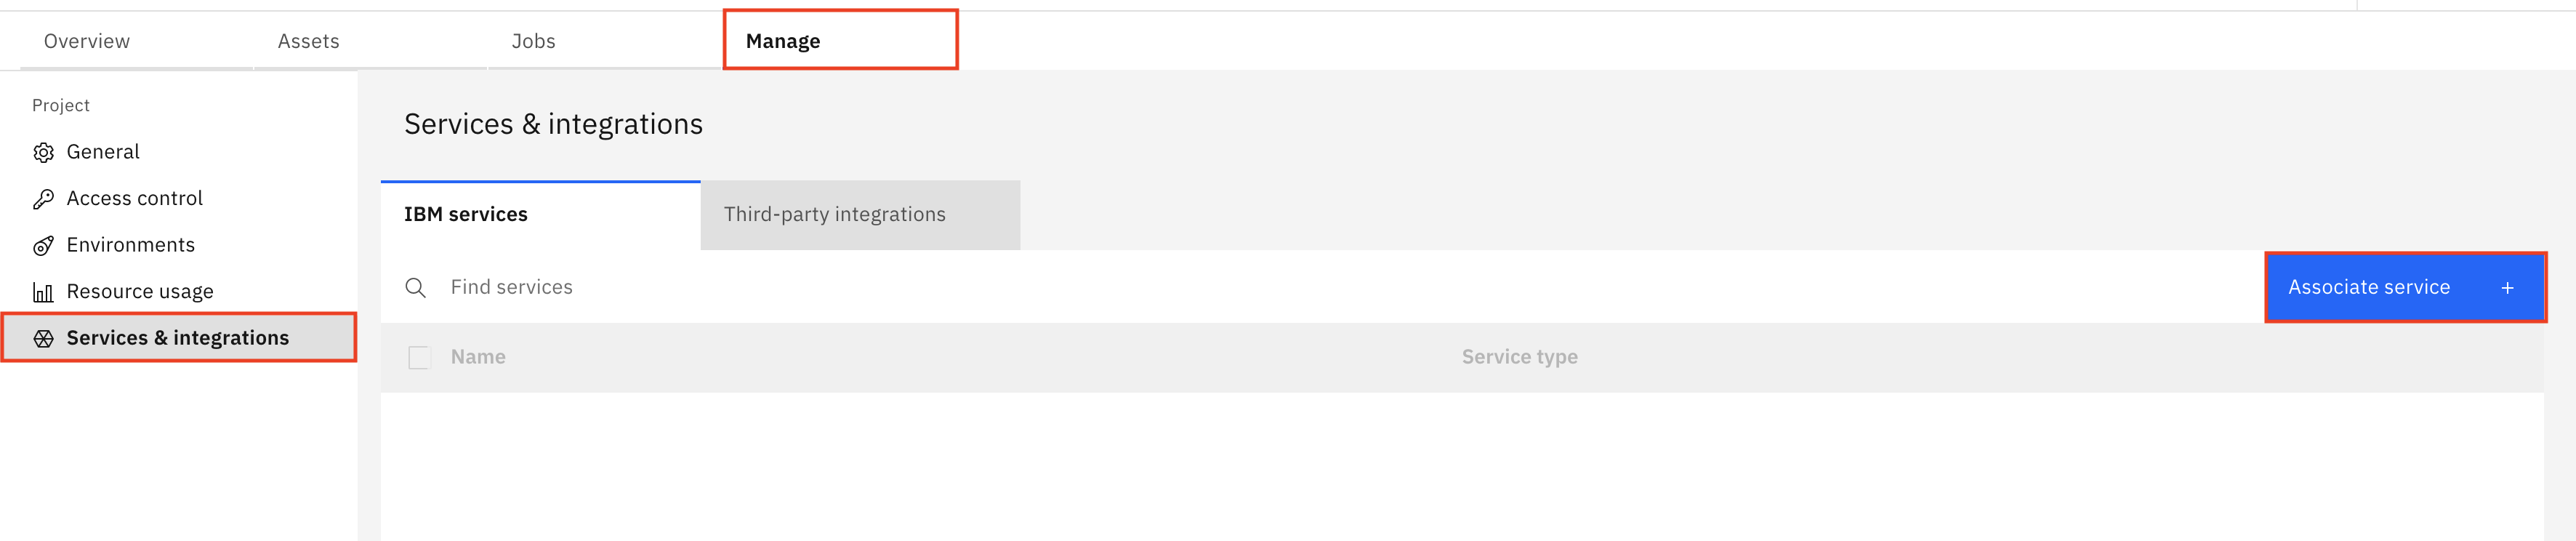 Overview
Assets
Jobs
Manage
Project
General
Access control
Environments
Resource usage
Services & integrations
Services & integrations
IBM services
Third-party integrations
Find services
Associate service +
Name
Service type